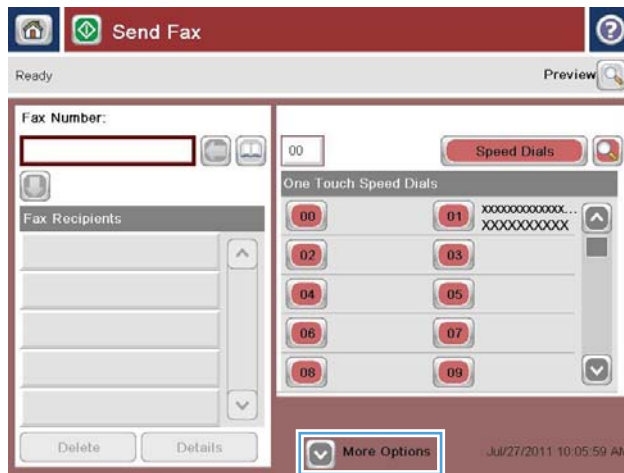 Send Fax
?
Ready
Preview
Fax Number:
00
Speed Dials
One Touch Speed Dials
Fax Recipients
00
01
XXXXXXXXXXXXX...
XXXXXXXXXX
02
03
04
05
06
07
08
09
Delete
Details
More Options
Jul/27/2011 10:05:59 AM